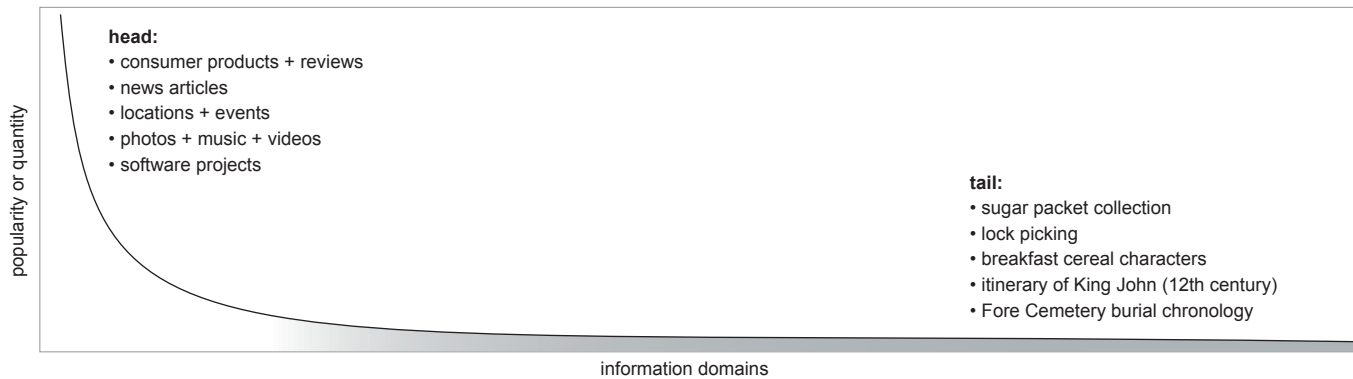 head:
• consumer products + reviews
• news articles
• locations + events
• photos + music + videos
• software projects
popularity or quantity
tail:
• sugar packet collection
• lock picking
• breakfast cereal characters
• itinerary of King John (12th century)
• Fore Cemetery burial chronology
information domains